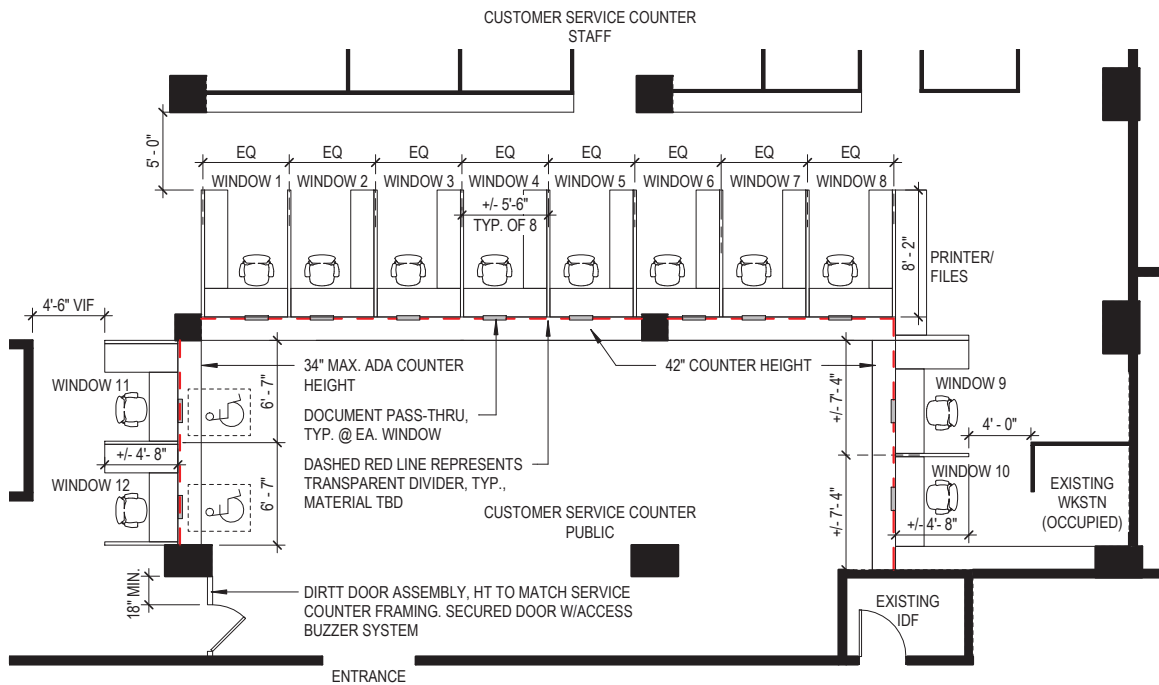 CUSTOMER SERVICE COUNTER
STAFF
5' - 0"
EQ
EQ
EQ
EQ
EQ
EQ
EQ
EQ
WINDOW 1
WINDOW 2
WINDOW 3
WINDOW 4
WINDOW 5
WINDOW 6
WINDOW 7
WINDOW 8
+/- 5'-6"
TYP. OF 8
8' - 2"
PRINTER/
FILES
4'-6" VIF
WINDOW 11
6' - 7"
+/- 4'- 8"
WINDOW 12
6' - 7"
34" MAX. ADA COUNTER
HEIGHT
42" COUNTER HEIGHT
DOCUMENT PASS-THRU,
TYP. @ EA. WINDOW
DASHED RED LINE REPRESENTS
TRANSPARENT DIVIDER, TYP.,
MATERIAL TBD
CUSTOMER SERVICE COUNTER
PUBLIC
+/- 7'- 4"
+/- 7'- 4"
WINDOW 9
4' - 0"
WINDOW 10
+/- 4'- 8"
EXISTING
WKSTN
(OCCUPIED)
18" MIN.
DIRTT DOOR ASSEMBLY, HT TO MATCH SERVICE
COUNTER FRAMING. SECURED DOOR W/ACCESS
BUZZER SYSTEM
EXISTING
IDF
ENTRANCE